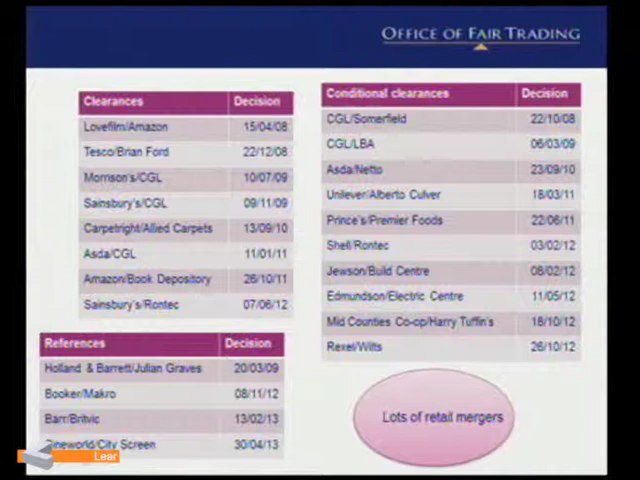 OFFICE OF FAIR TRADING
Clearances Decision
Lovefilm/Amazon 15/04/08
Tesco/Brian Ford 22/12/08
Morrison's/CGL 10/07/09
Sainsbury's/CGL 09/11/09
Carpetright/Allied Carpets 13/09/10
Asda/CGL 11/01/11
Amazon/Book Depository 26/10/11
Sainsbury's/Rontec 07/06/12
References Decision
Holland & Barrett/Julian Graves 20/03/09
Booker/Makro 08/11/12
Barr/Britvic 13/02/13
Cineworld/City Screen 30/04/13
Conditional clearances Decision
CGL/Somerfield 22/10/08
CGL/LBA 06/03/09
Asda/Netto 23/09/10
Unilever/Alberto Culver 18/03/11
Prince's/Premier Foods 22/06/11
Shell/Rontec 03/02/12
Jewson/Build Centre 08/02/12
Edmundson/Electric Centre 11/05/12
Mid Counties Co-op/Harry Tuffin's 18/10/12
Rexel/Wilts 26/10/12
Lots of retail mergers
Lear